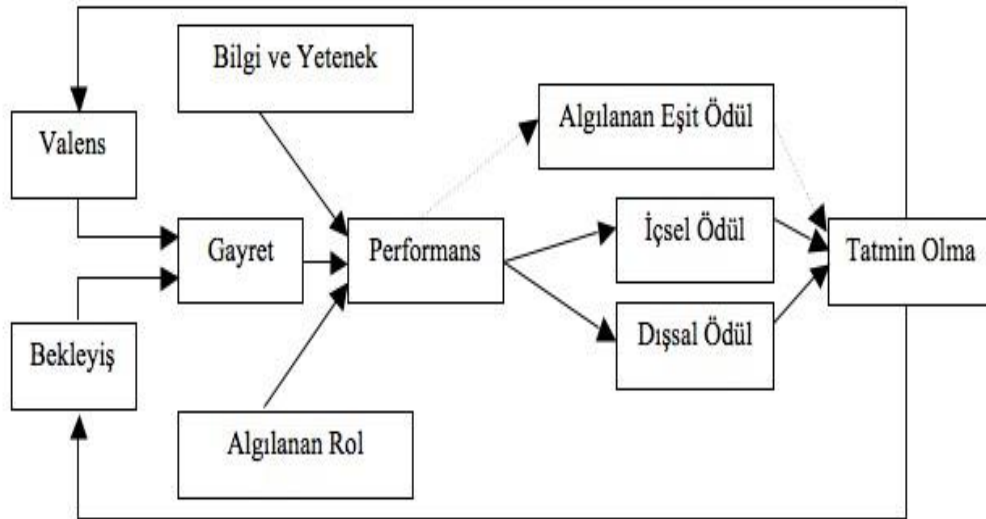 Bilgi ve Yetenek
Algılanan Eşit Ödül
Valens
Gayret
Performans
İçsel Ödül
Tatmin Olma
Bekleyiş
Dışsal Ödül
Algılanan Rol